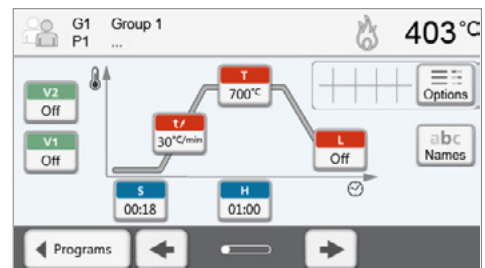 G1 Group 1
P1 ...
403°C
V2
Off
V1
Off
T
700°C
t/
30°C/min
L
Off
S
00:18
H
01:00
Options
abc
Names
Programs